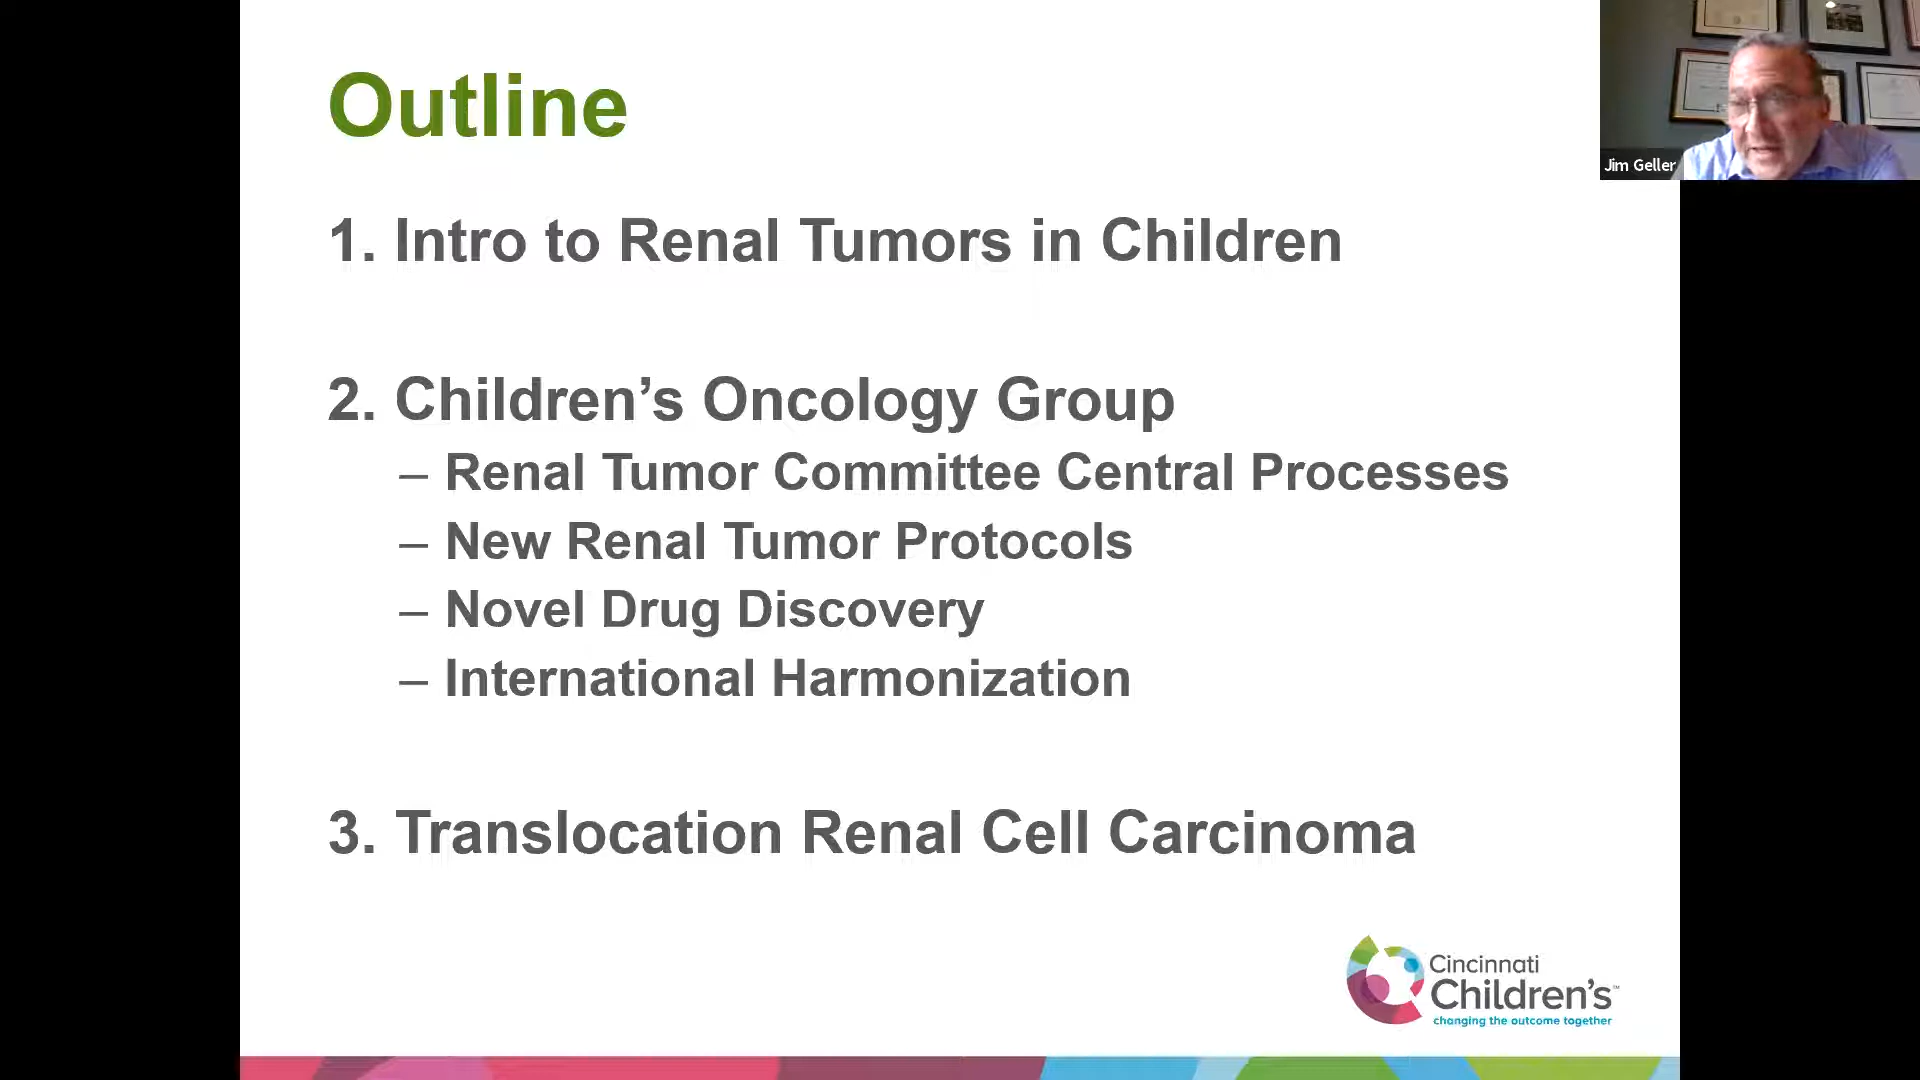 Outline
Jim Geller
1. Intro to Renal Tumors in Children
2. Children’s Oncology Group
– Renal Tumor Committee Central Processes
– New Renal Tumor Protocols
– Novel Drug Discovery
– International Harmonization
3. Translocation Renal Cell Carcinoma
Cincinnati
Children’s™
changing the outcome together